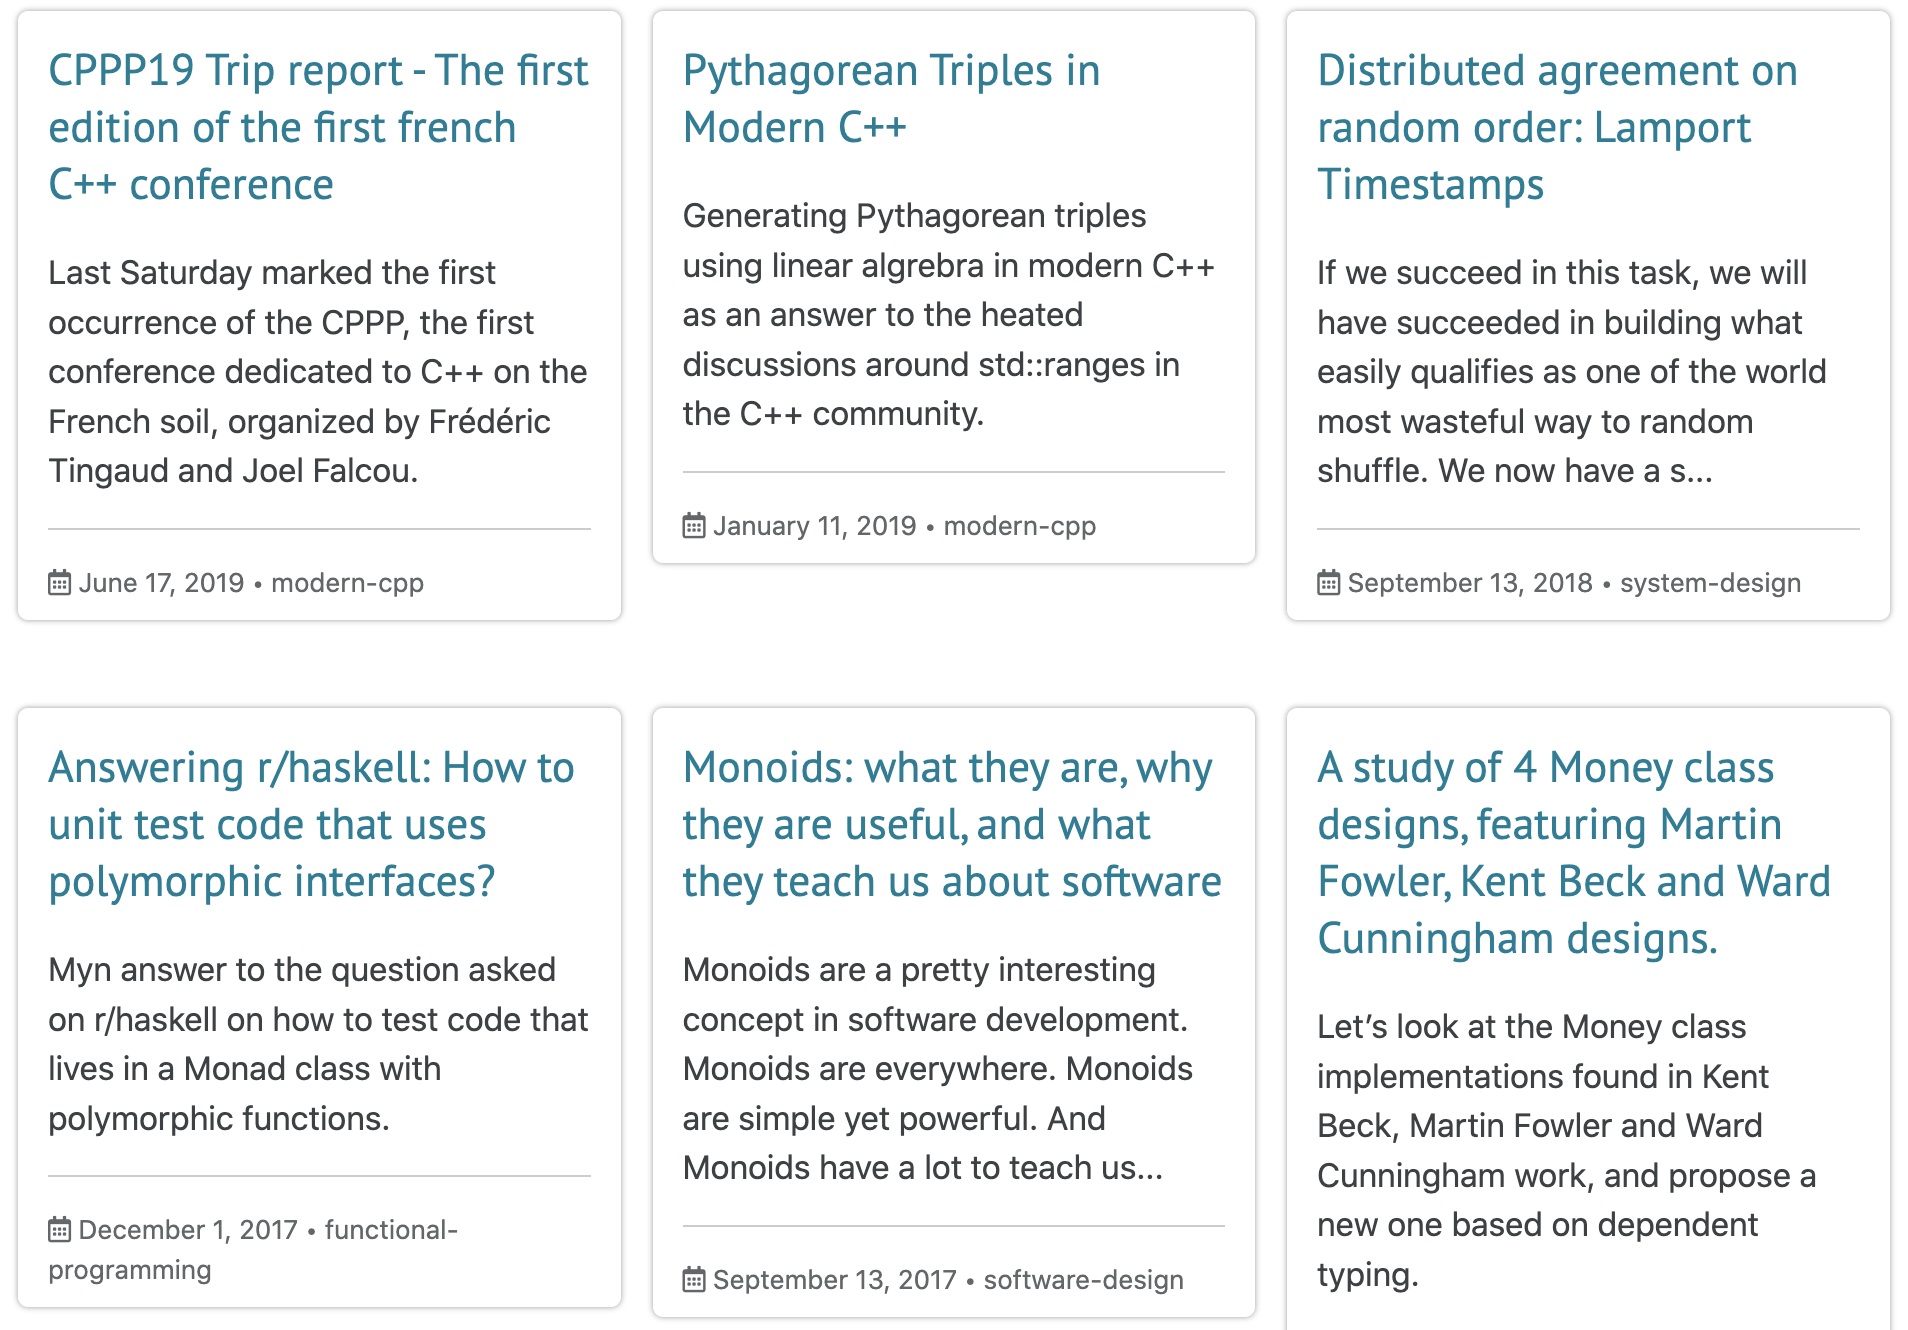 CPPP19 Trip report - The first
edition of the first french
C++ conference
Last Saturday marked the first
occurrence of the CPPP, the first
conference dedicated to C++ on the
French soil, organized by Frédéric
Tingaud and Joel Falcou.
June 17, 2019 • modern-cpp
Pythagorean Triples in
Modern C++
Generating Pythagorean triples
using linear algrebra in modern C++
as an answer to the heated
discussions around std::ranges in
the C++ community.
January 11, 2019 • modern-cpp
Distributed agreement on
random order: Lamport
Timestamps
If we succeed in this task, we will
have succeeded in building what
easily qualifies as one of the world
most wasteful way to random
shuffle. We now have a s...
September 13, 2018 • system-design
Answering r/haskell: How to
unit test code that uses
polymorphic interfaces?
Myn answer to the question asked
on r/haskell on how to test code that
lives in a Monad class with
polymorphic functions.
December 1, 2017 • functional-
programming
Monoids: what they are, why
they are useful, and what
they teach us about software
Monoids are a pretty interesting
concept in software development.
Monoids are everywhere. Monoids
are simple yet powerful. And
Monoids have a lot to teach us...
September 13, 2017 • software-design
A study of 4 Money class
designs, featuring Martin
Fowler, Kent Beck and Ward
Cunningham designs.
Let’s look at the Money class
implementations found in Kent
Beck, Martin Fowler and Ward
Cunningham work, and propose a
new one based on dependent
typing.